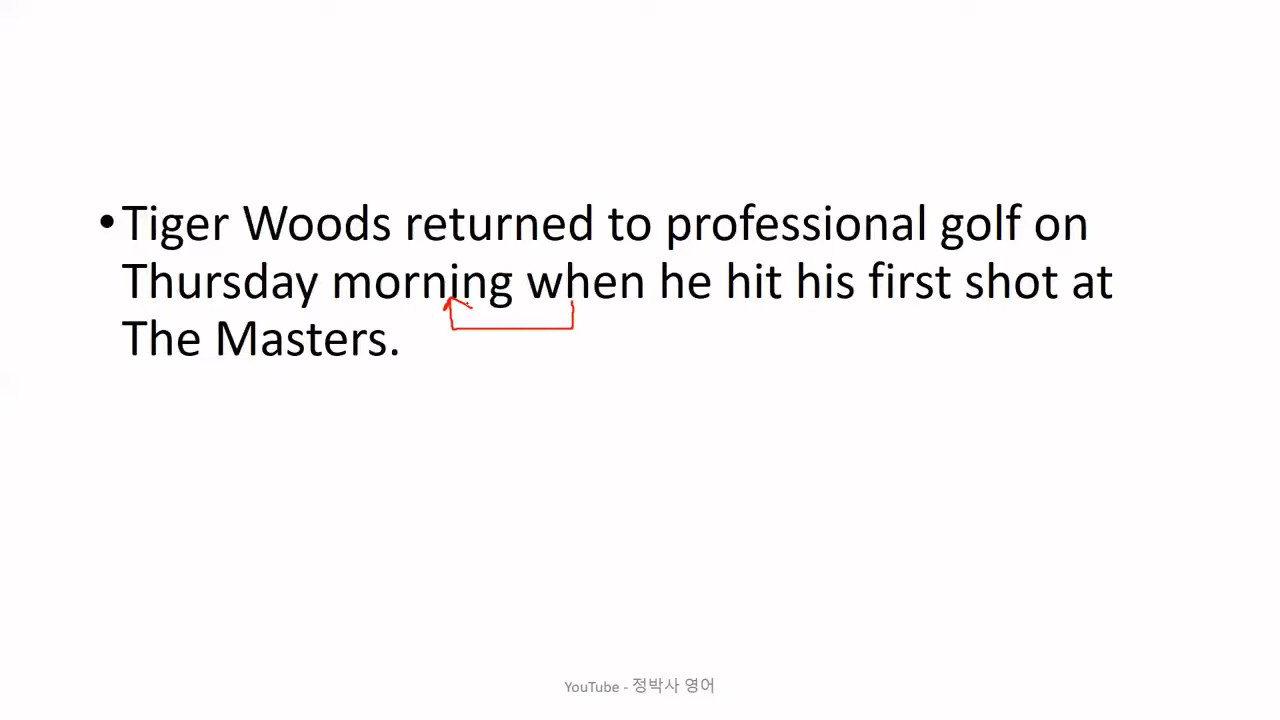 •Tiger Woods returned to professional golf on
Thursday morning when he hit his first shot at
The Masters.
YouTube - 정박사 영어